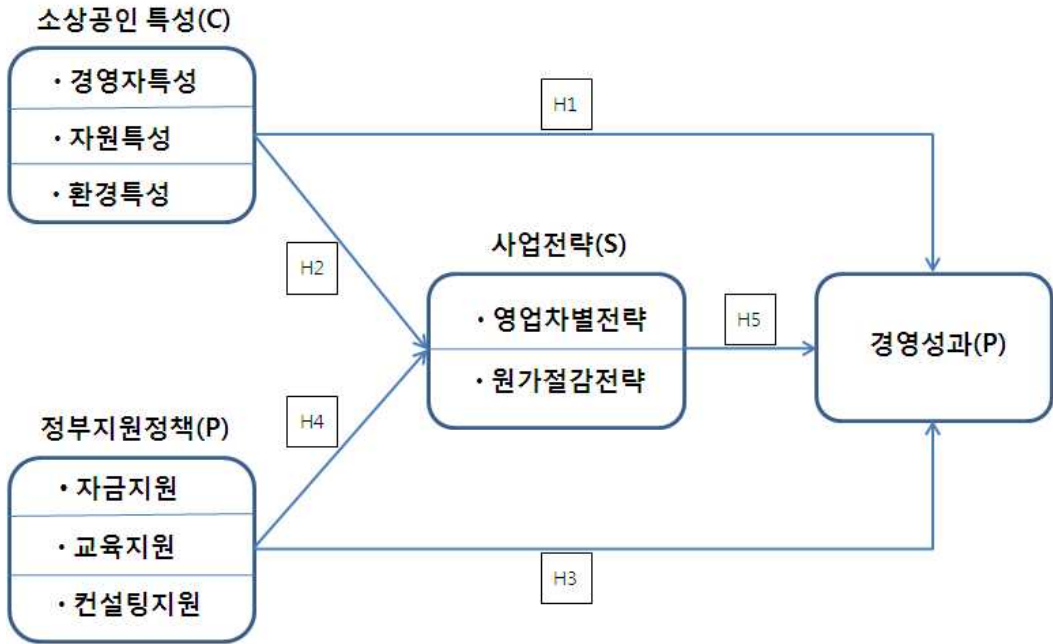 소상공인 특성(C)
• 경영자특성
• 자원특성
• 환경특성
H1
H2
사업전략(S)
• 영업차별전략
• 원가절감전략
H5
경영성과(P)
H4
정부지원정책(P)
• 자금지원
• 교육지원
• 컨설팅지원
H3